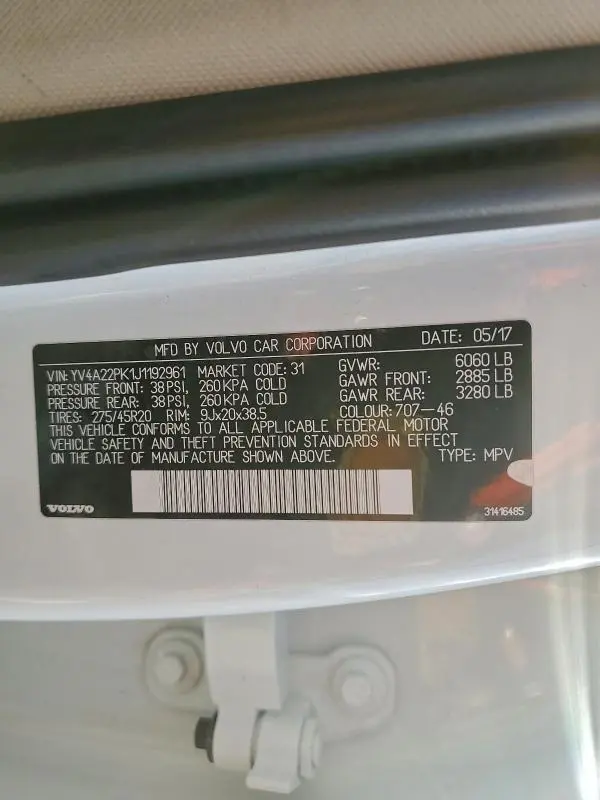 MFD BY VOLVO CAR CORPORATION DATE: 05/17
VIN: YV4A22PK1J1192961 MARKET CODE: 31 GVWR: 6060 LB
PRESSURE FRONT: 38 PSI, 260 KPA COLD GAWR FRONT: 2885 LB
PRESSURE REAR: 38 PSI, 260 KPA COLD GAWR REAR: 3280 LB
TIRES: 275/45R20 RIM: 9Jx20x38.5 COLOUR: 707-46
THIS VEHICLE CONFORMS TO ALL APPLICABLE FEDERAL MOTOR
VEHICLE SAFETY AND THEFT PREVENTION STANDARDS IN EFFECT
ON THE DATE OF MANUFACTURE SHOWN ABOVE. TYPE: MPV
VOLVO 31416485